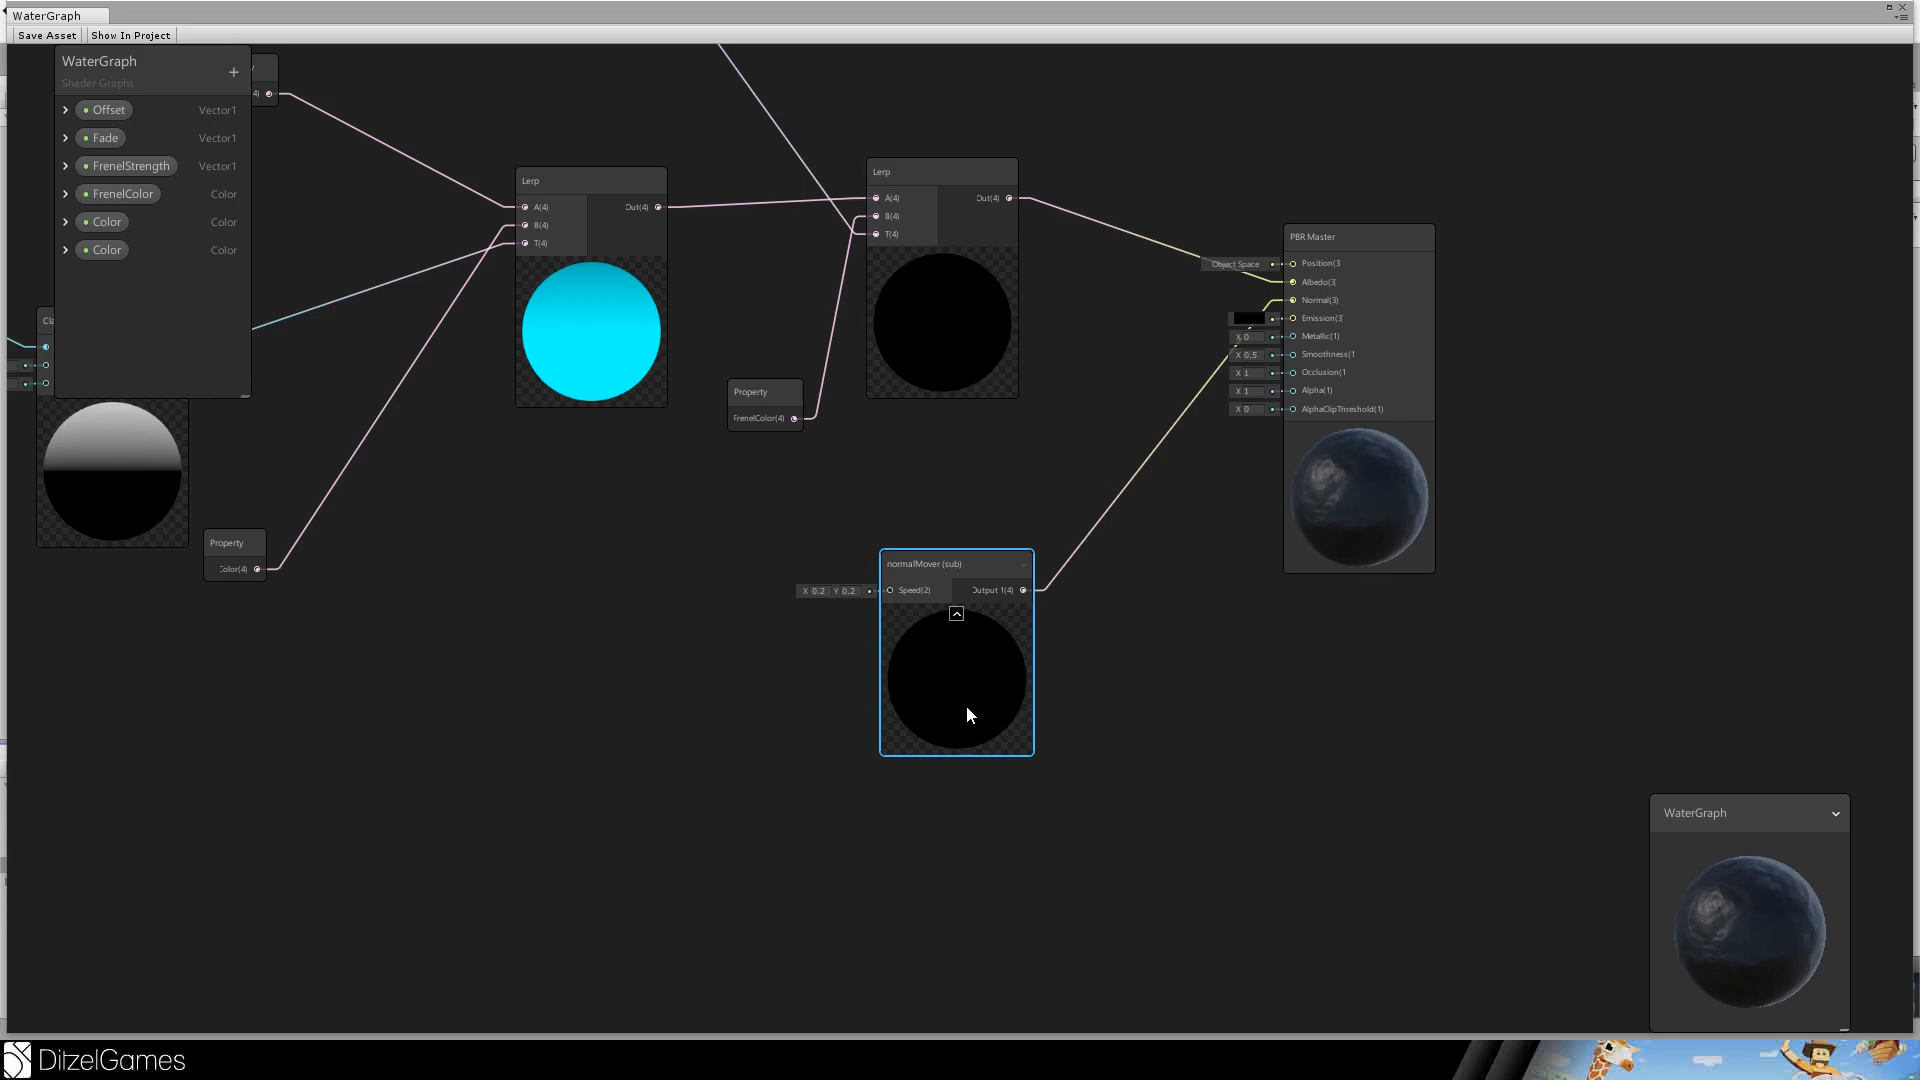 WaterGraph
Save Asset
Show In Project
WaterGraph
Shader Graphs
Offset Vector1
Fade Vector1
FrenelStrength Vector1
FrenelColor Color
Color Color
Color Color
4)
Property
Color(4)
Lerp
A(4) Out(4)
B(4)
T(4)
Property
FrenelColor(4)
Lerp
A(4) Out(4)
B(4)
T(4)
normalMover (sub)
X 0.2 Y 0.2 Speed(2) Output 1(4)
PBR Master
Object Space Position(3
Albedo(3)
Normal(3)
Emission(3)
X 0 Metallic(1)
X 0.5 Smoothness(1
X 1 Occlusion(1
X 1 Alpha(1)
X 0 AlphaClipThreshold(1)
WaterGraph
DitzelGames